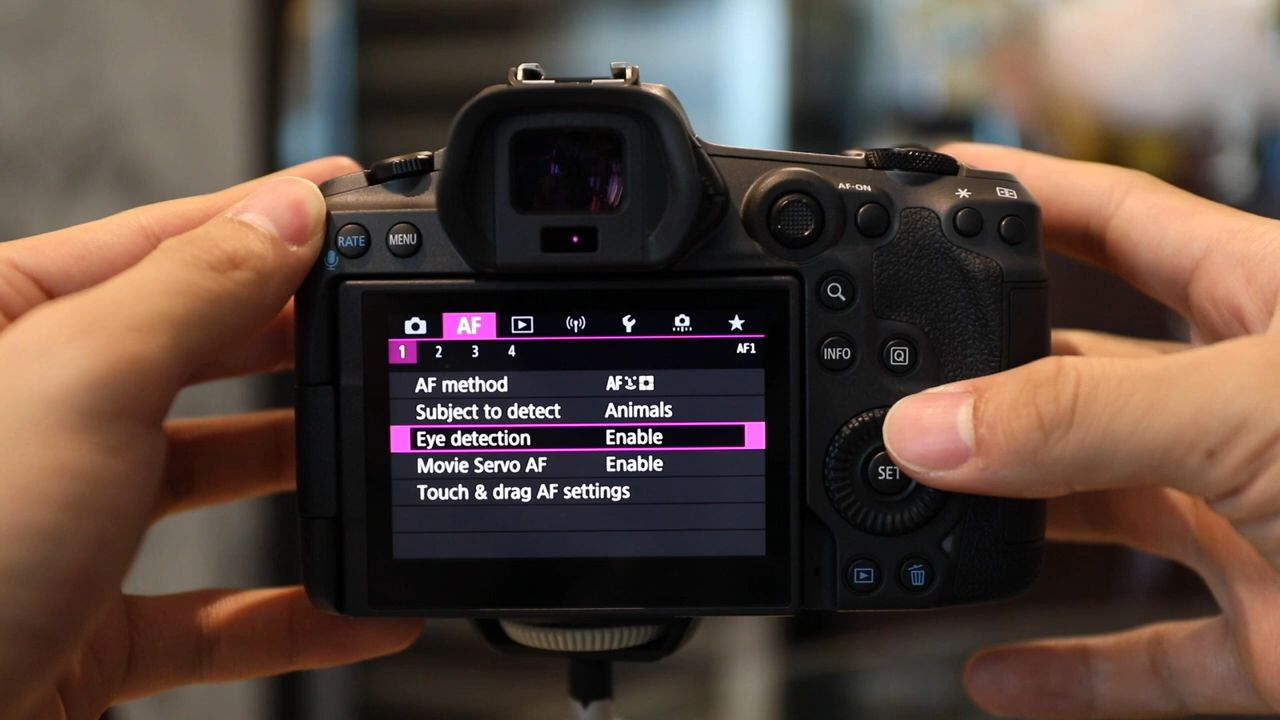 AF-ON
RATE
MENU
AF
1 2 3 4 AF1
AF method AF
Subject to detect Animals
Eye detection Enable
Movie Servo AF Enable
Touch & drag AF settings
INFO
Q
SET